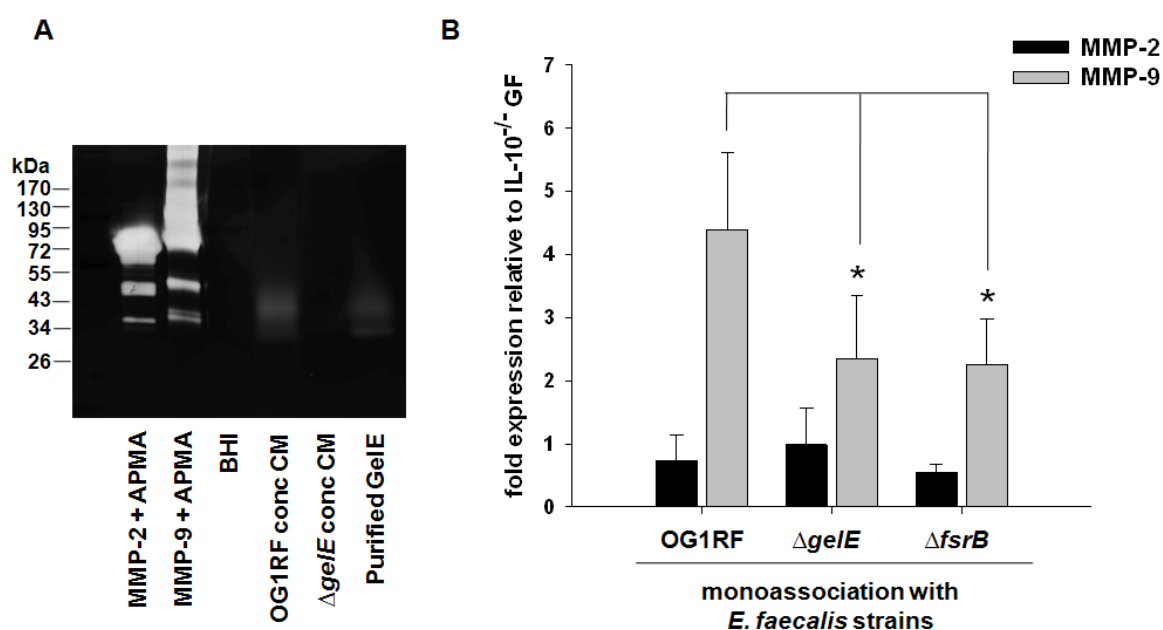 A
kDa
170
130
95
72
55
43
34
26
MMP-2 + APMA
MMP-9 + APMA
BHI
OG1RF conc CM
ΔgelE conc CM
Purified GelE
B
MMP-2
MMP-9
fold expression relative to IL-10-/- GF
7
6
5
4
3
2
1
0
*
*
OG1RF
ΔgelE
ΔfsrB
monoassociation with
E. faecalis strains